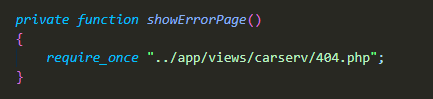 private function showErrorPage()
{
    require_once "../app/views/carserv/404.php";
}